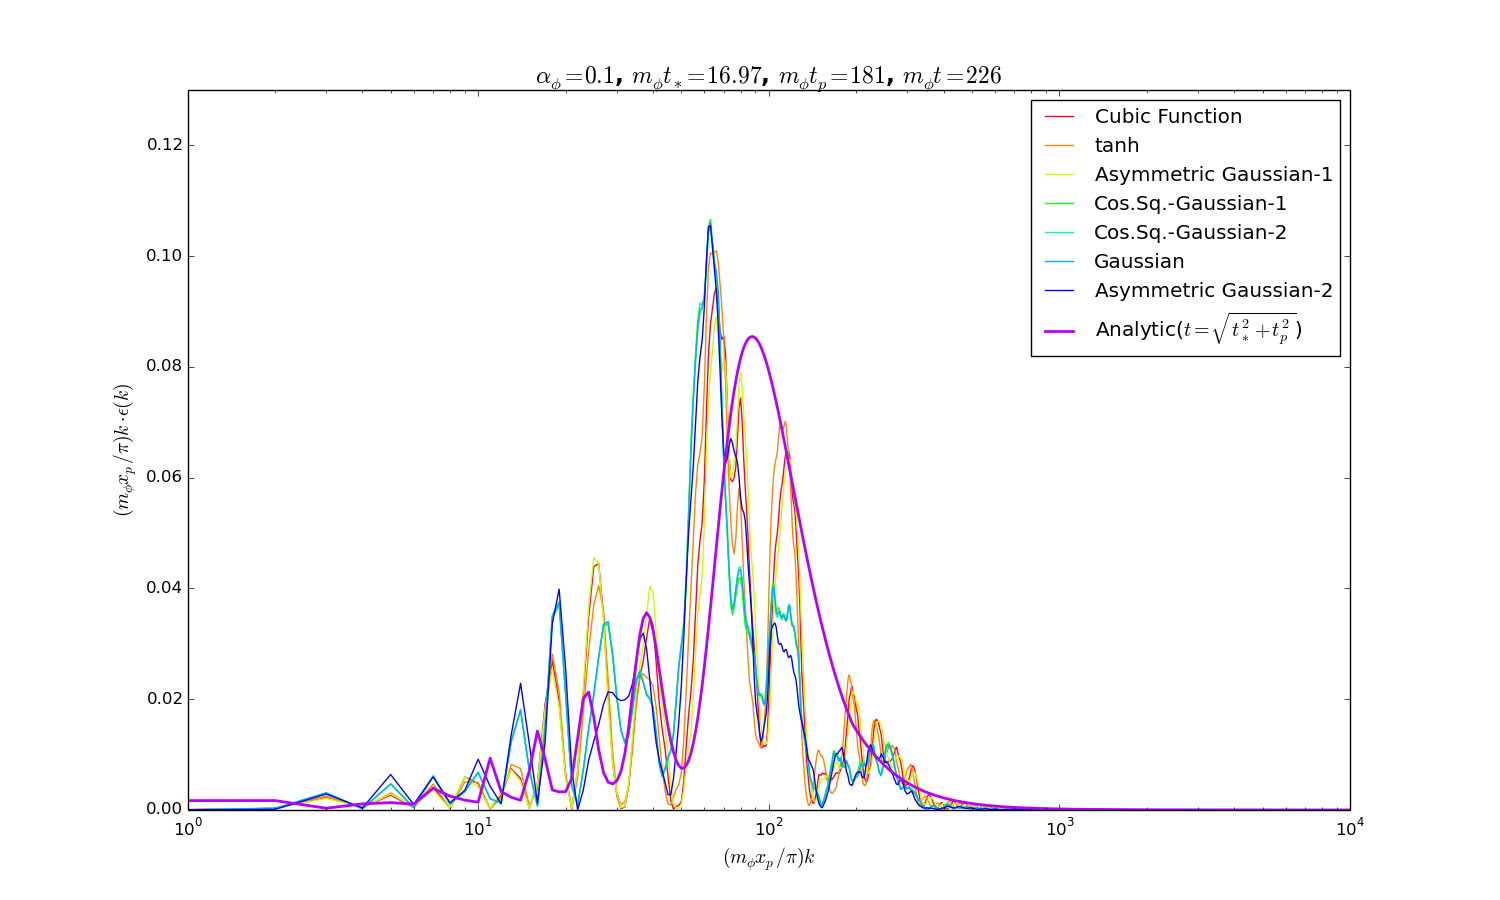 α_ϕ=0.1, m_ϕt_*=16.97, m_ϕt_p=181, m_ϕt=226
Cubic Function
tanh
Asymmetric Gaussian-1
Cos.Sq.-Gaussian-1
Cos.Sq.-Gaussian-2
Gaussian
Asymmetric Gaussian-2
Analytic(t=√(t_*^2+t_p^2))
0.12
0.10
0.08
0.06
0.04
0.02
0.00
(m_ϕx_p/π)k·ϵ(k)
10^0
10^1
10^2
10^3
10^4
(m_ϕx_p/π)k